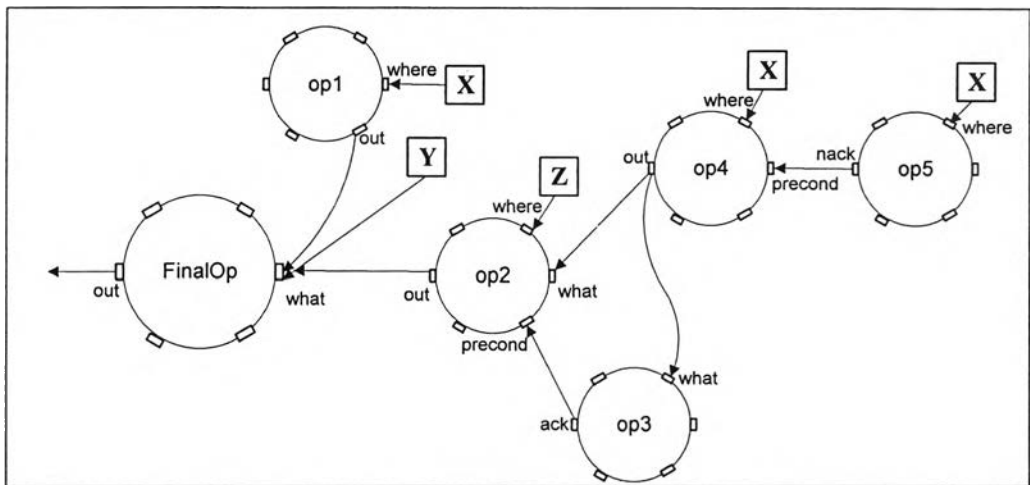 op1
where
X
out
Y
FinalOp
out
what
op2
where
Z
out
what
precond
op3
what
ack
op4
where
X
out
precond
op5
where
X
nack